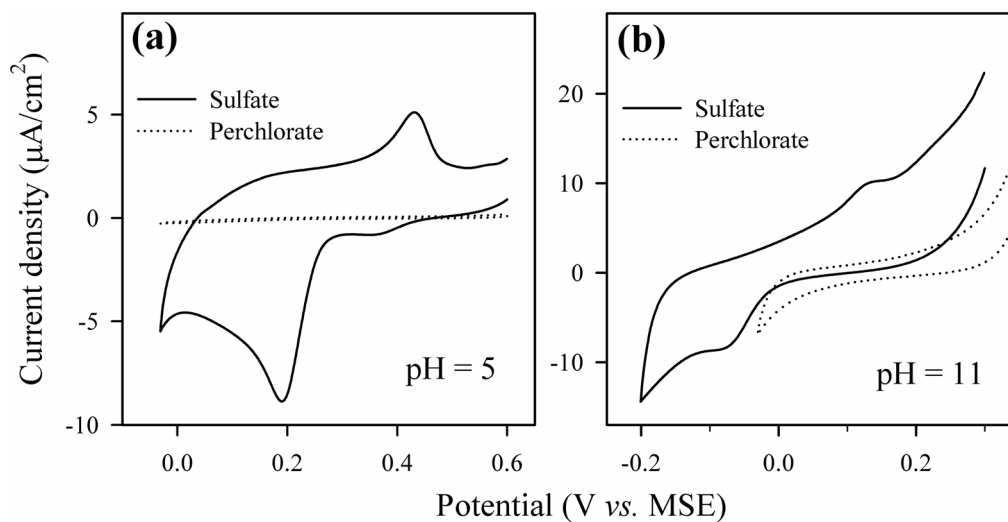 (a)
Sulfate
Perchlorate
5
0
-5
-10
pH = 5
0.0 0.2 0.4 0.6
(b)
Sulfate
Perchlorate
20
10
0
-10
pH = 11
-0.2 0.0 0.2
Current density (μA/cm²)
Potential (V vs. MSE)